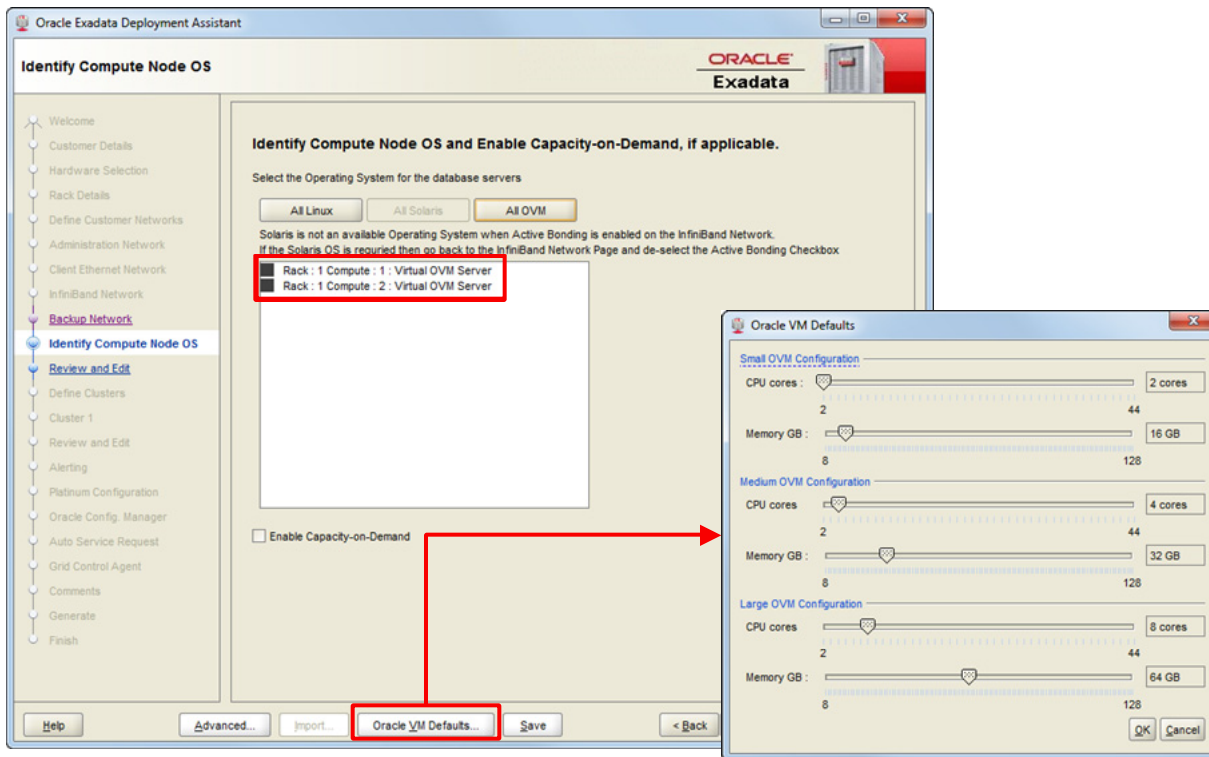 Oracle Exadata Deployment Assistant
Identify Compute Node OS
ORACLE
Exadata
Welcome
Customer Details
Hardware Selection
Rack Details
Define Customer Networks
Administration Network
Client Ethernet Network
InfiniBand Network
Backup Network
Identify Compute Node OS
Review and Edit
Define Clusters
Cluster 1
Review and Edit
Alerting
Platinum Configuration
Oracle Config. Manager
Auto Service Request
Grid Control Agent
Comments
Generate
Finish
Identify Compute Node OS and Enable Capacity-on-Demand, if applicable.
Select the Operating System for the database servers
All Linux All Solaris All OVM
Solaris is not an available Operating System when Active Bonding is enabled on the InfiniBand Network.
If the Solaris OS is requried then go back to the InfiniBand Network Page and de-select the Active Bonding Checkbox
Rack : 1 Compute : 1 : Virtual OVM Server
Rack : 1 Compute : 2 : Virtual OVM Server
Enable Capacity-on-Demand
Help Advanced... Import... Oracle VM Defaults... Save < Back
Oracle VM Defaults
Small OVM Configuration
CPU cores : 2 cores
2 44
Memory GB : 16 GB
8 128
Medium OVM Configuration
CPU cores 4 cores
2 44
Memory GB : 32 GB
8 128
Large OVM Configuration
CPU cores 8 cores
2 44
Memory GB : 64 GB
8 128
OK Cancel